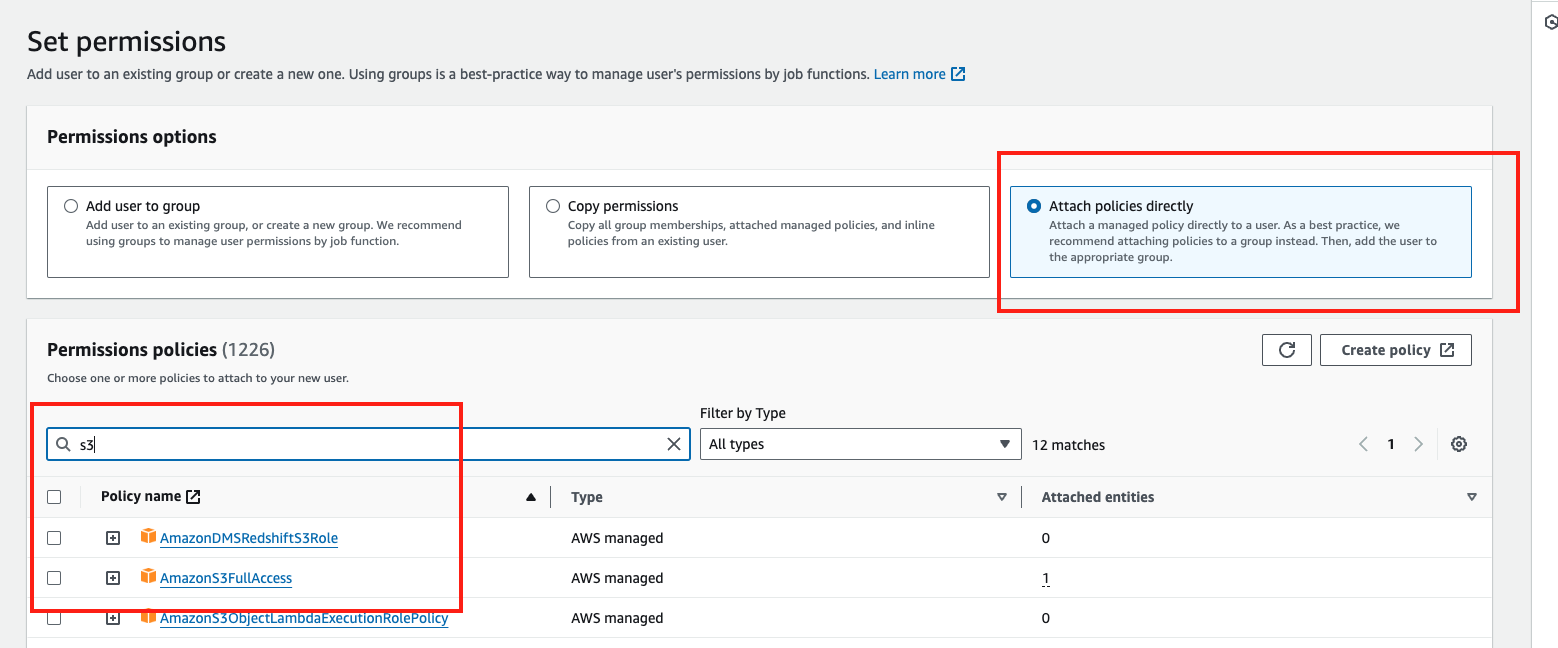 Set permissions
Add user to an existing group or create a new one. Using groups is a best-practice way to manage user's permissions by job functions. Learn more
Permissions options
Add user to group
Add user to an existing group, or create a new group. We recommend
using groups to manage user permissions by job function.
Copy permissions
Copy all group memberships, attached managed policies, and inline
policies from an existing user.
Attach policies directly
Attach a managed policy directly to a user. As a best practice, we
recommend attaching policies to a group instead. Then, add the user to
the appropriate group.
Permissions policies (1226)
Create policy
Choose one or more policies to attach to your new user.
Filter by Type
s3
All types
12 matches
1
Policy name
Type
Attached entities
AmazonDMSRedshiftS3Role
AWS managed
0
AmazonS3FullAccess
AWS managed
1
AmazonS3ObjectLambdaExecutionRolePolicy
AWS managed
0